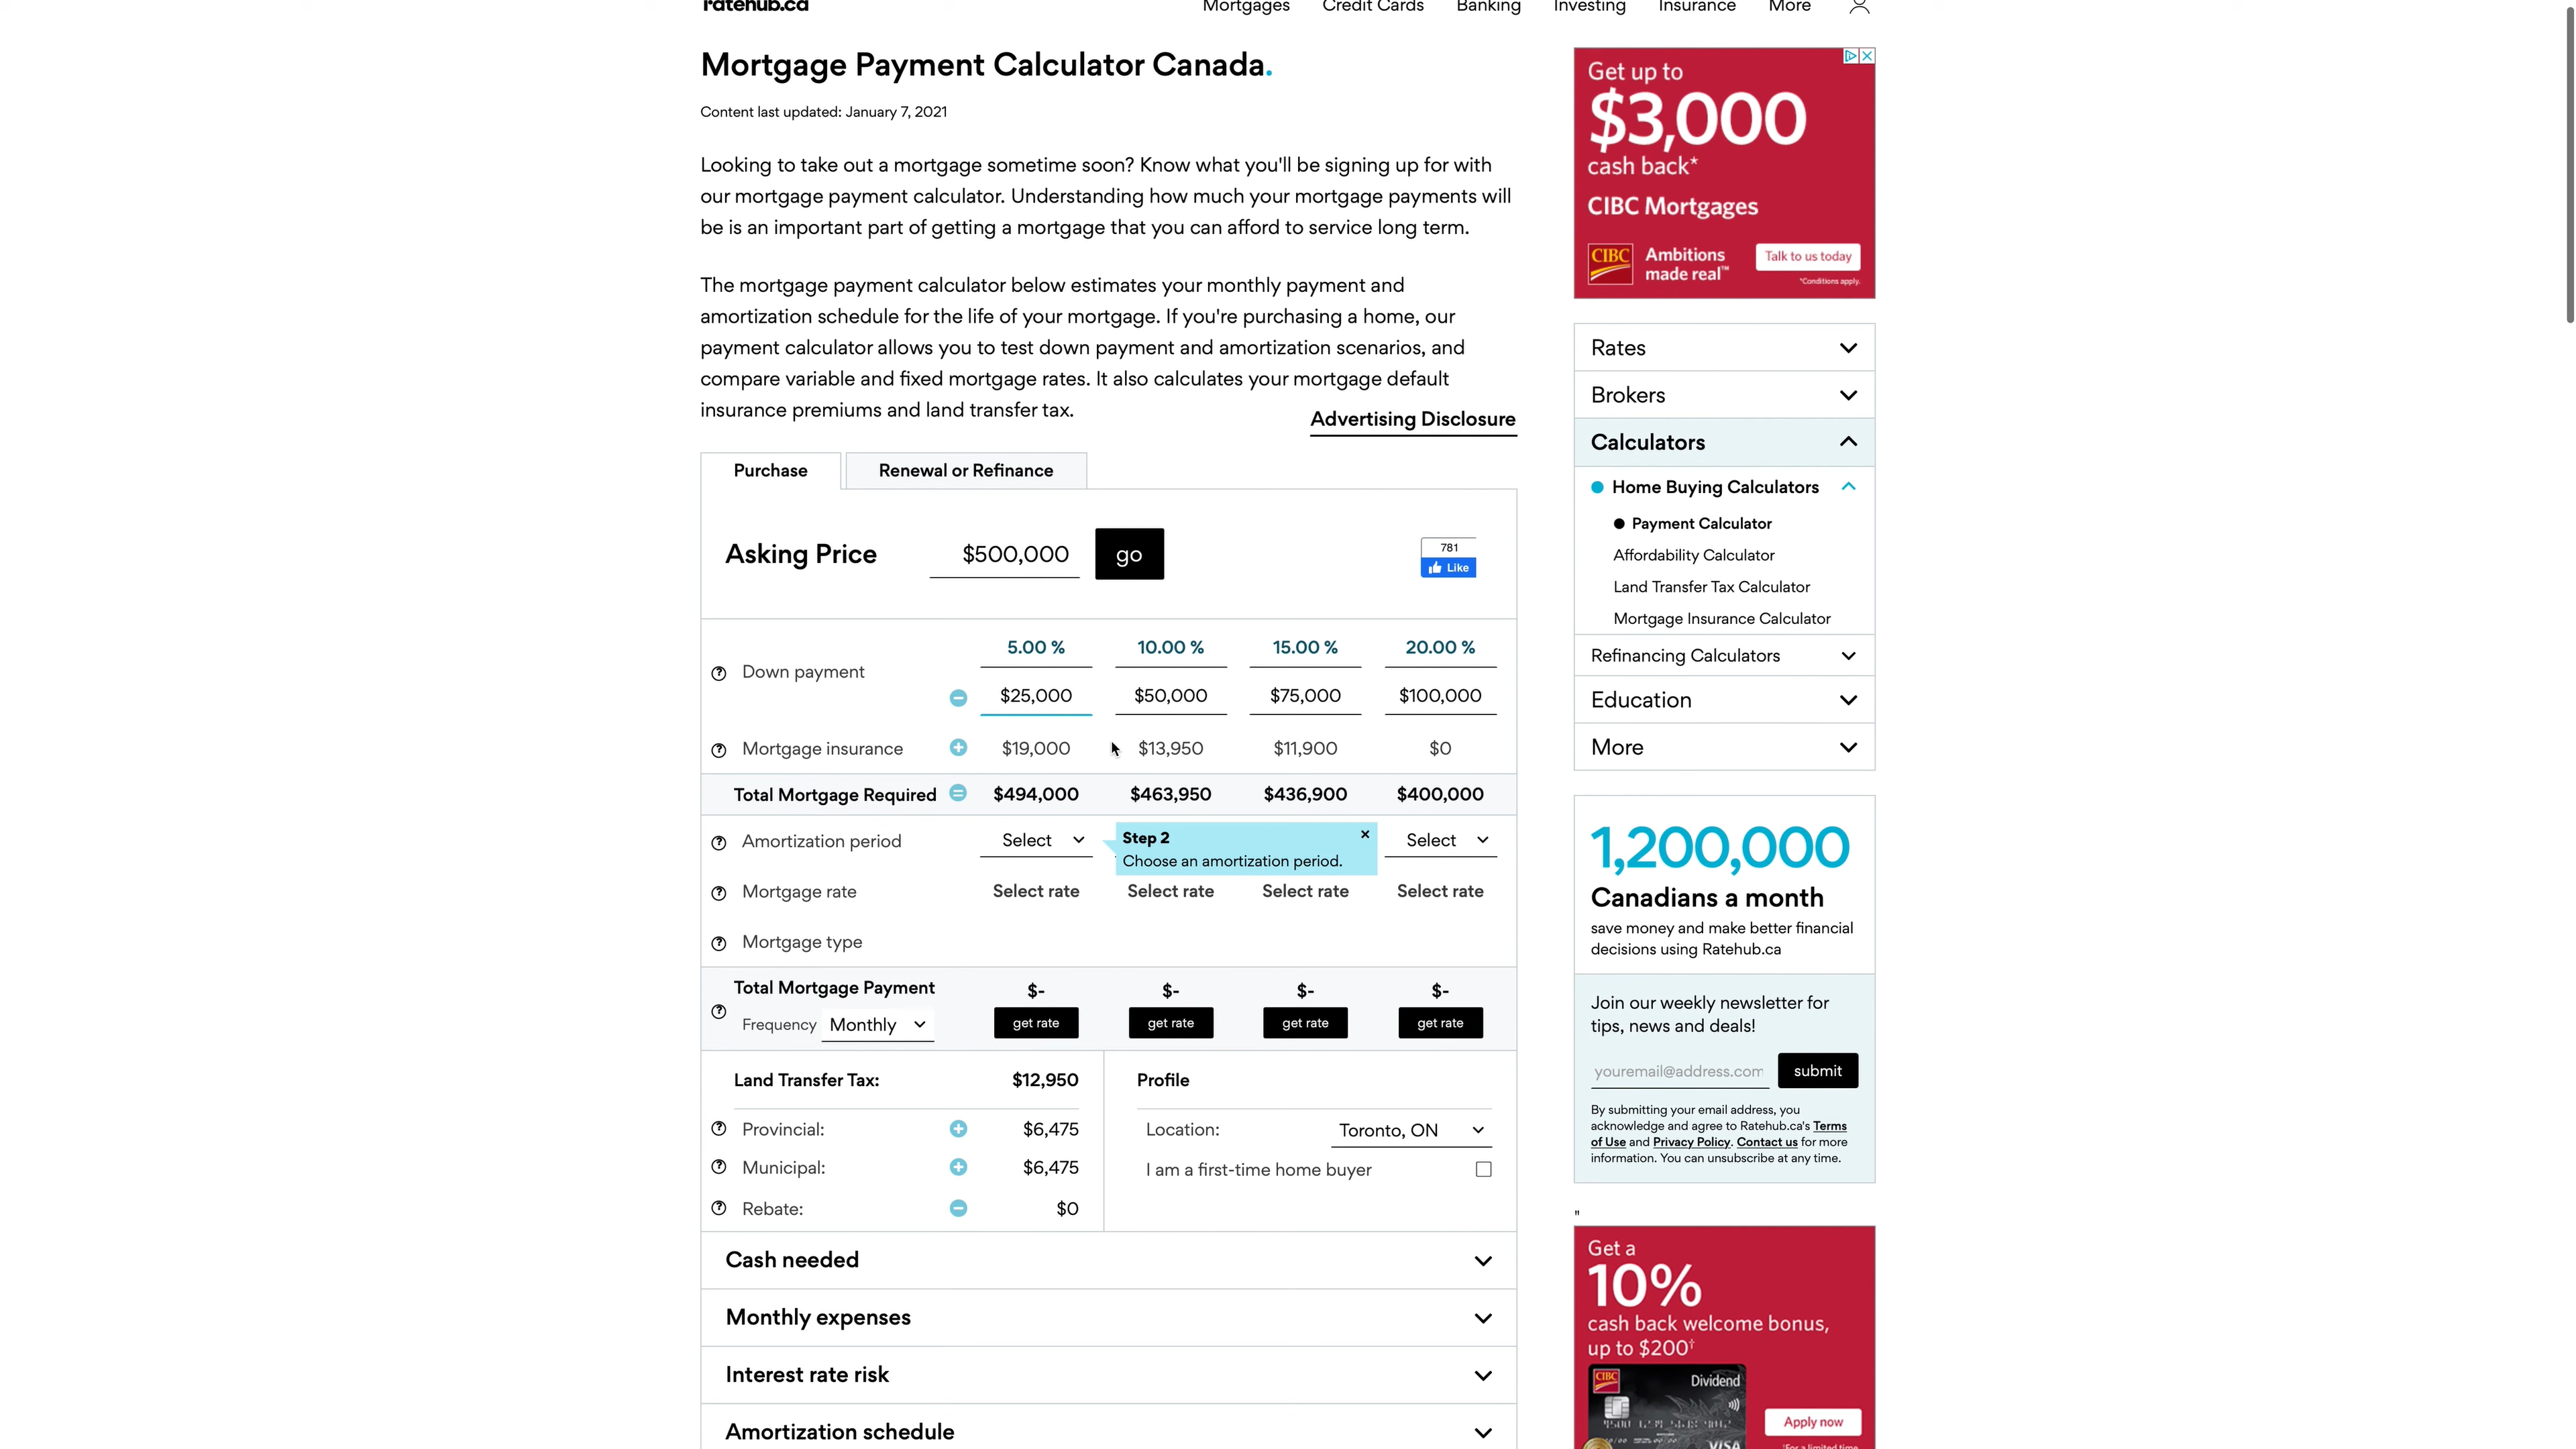 ratehub.ca
Mortgages Credit Cards Banking Investing Insurance More
Mortgage Payment Calculator Canada.
Content last updated: January 7, 2021
Looking to take out a mortgage sometime soon? Know what you'll be signing up for with
our mortgage payment calculator. Understanding how much your mortgage payments will
be is an important part of getting a mortgage that you can afford to service long term.
The mortgage payment calculator below estimates your monthly payment and
amortization schedule for the life of your mortgage. If you're purchasing a home, our
payment calculator allows you to test down payment and amortization scenarios, and
compare variable and fixed mortgage rates. It also calculates your mortgage default
insurance premiums and land transfer tax.
Advertising Disclosure
Purchase Renewal or Refinance
Asking Price $500,000 go
781
Like
5.00 % 10.00 % 15.00 % 20.00 %
Down payment
$25,000 $50,000 $75,000 $100,000
Mortgage insurance $19,000 $13,950 $11,900 $0
Total Mortgage Required $494,000 $463,950 $436,900 $400,000
Amortization period Select Select
Step 2
Choose an amortization period.
Mortgage rate Select rate Select rate Select rate Select rate
Mortgage type
Total Mortgage Payment $- $- $- $-
Frequency Monthly get rate get rate get rate get rate
Land Transfer Tax: $12,950
Provincial: $6,475
Municipal: $6,475
Rebate: $0
Profile
Location: Toronto, ON
I am a first-time home buyer
Cash needed
Monthly expenses
Interest rate risk
Amortization schedule
Get up to
$3,000
cash back*
CIBC Mortgages
CIBC Ambitions
made real™
Talk to us today
*Conditions apply.
Rates
Brokers
Calculators
Home Buying Calculators
Payment Calculator
Affordability Calculator
Land Transfer Tax Calculator
Mortgage Insurance Calculator
Refinancing Calculators
Education
More
1,200,000
Canadians a month
save money and make better financial
decisions using Ratehub.ca
Join our weekly newsletter for
tips, news and deals!
youremail@address.com submit
By submitting your email address, you
acknowledge and agree to Ratehub.ca's Terms
of Use and Privacy Policy. Contact us for more
information. You can unsubscribe at any time.
"
Get a
10%
cash back welcome bonus,
up to $200†
CIBC Dividend
VISA
Apply now
†For a limited time